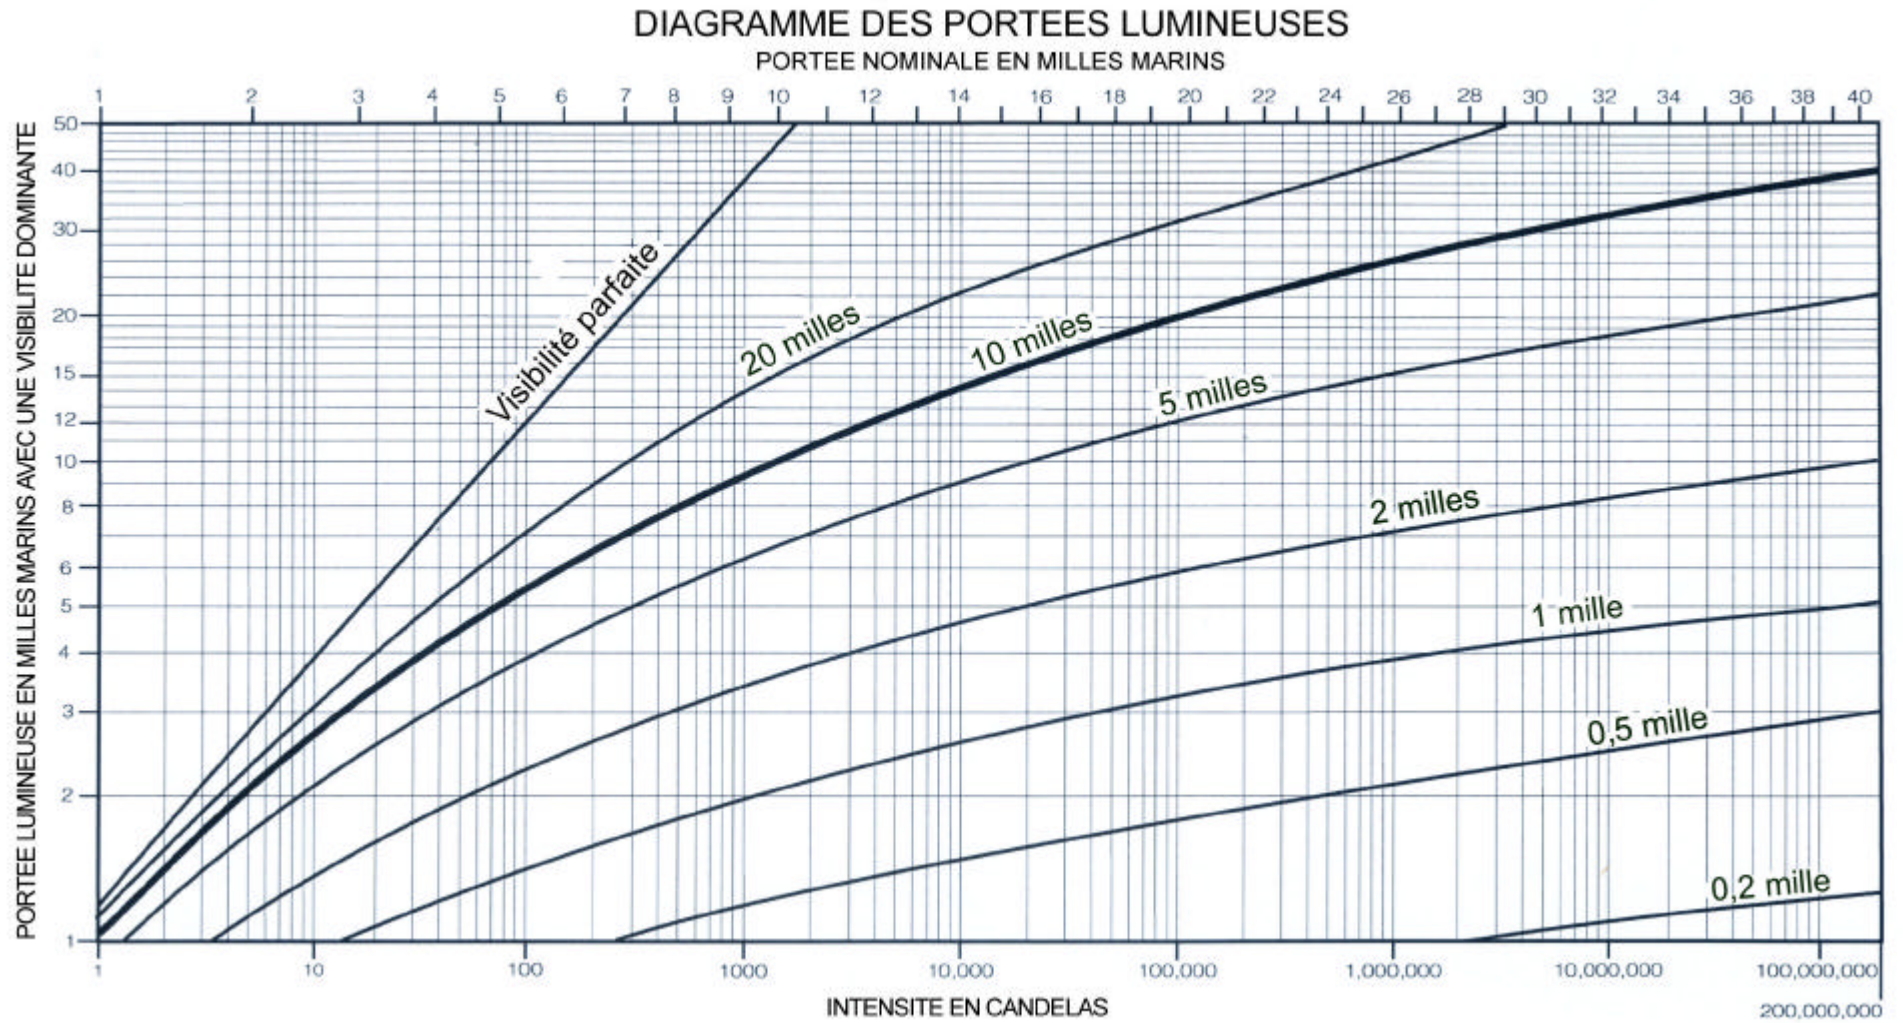 DIAGRAMME DES PORTEES LUMINEUSES
PORTEE NOMINALE EN MILLES MARINS
1 2 3 4 5 6 7 8 9 10 12 14 16 18 20 22 24 26 28 30 32 34 36 38 40
PORTEE LUMINEUSE EN MILLES MARINS AVEC UNE VISIBILITE DOMINANTE
50
40
30
20
15
12
10
8
6
5
4
3
2
1
Visibilité parfaite
20 milles
10 milles
5 milles
2 milles
1 mille
0,5 mille
0,2 mille
1 10 100 1000 10,000 100,000 1,000,000 10,000,000 100,000,000
INTENSITE EN CANDELAS
200,000,000